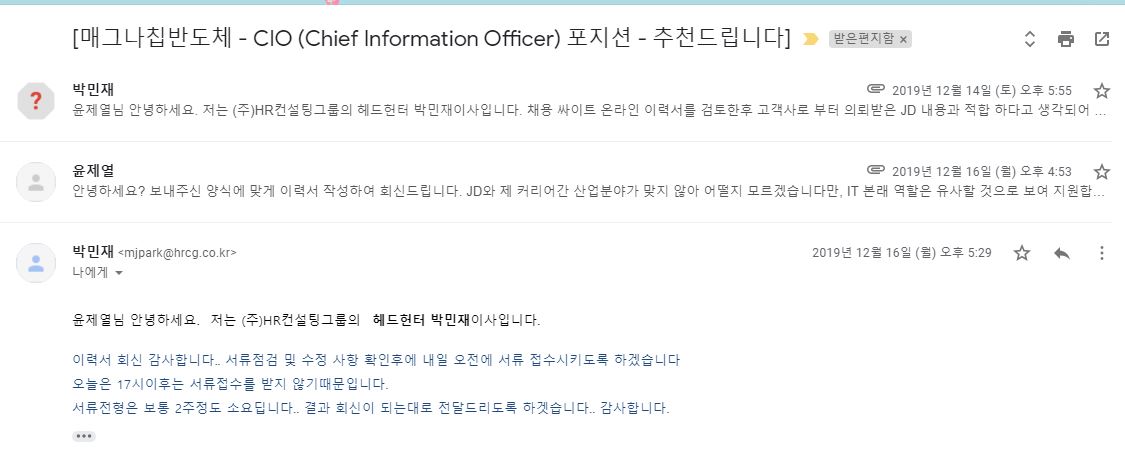 [매그나칩반도체 - CIO (Chief Information Officer) 포지션 - 추천드립니다] 받은편지함 ×
박민재 2019년 12월 14일 (토) 오후 5:55
윤제열님 안녕하세요. 저는 (주)HR컨설팅그룹의 헤드헌터 박민재이사입니다. 채용 싸이트 온라인 이력서를 검토한후 고객사로 부터 의뢰받은 JD 내용과 적합 하다고 생각되어 ...
윤제열 2019년 12월 16일 (월) 오후 4:53
안녕하세요? 보내주신 양식에 맞게 이력서 작성하여 회신드립니다. JD와 제 커리어간 산업분야가 맞지 않아 어떨지 모르겠습니다만, IT 본래 역할은 유사할 것으로 보여 지원합...
박민재 <mjpark@hrcg.co.kr> 2019년 12월 16일 (월) 오후 5:29
나에게
윤제열님 안녕하세요. 저는 (주)HR컨설팅그룹의 헤드헌터 박민재이사입니다.
이력서 회신 감사합니다.. 서류점검 및 수정 사항 확인후에 내일 오전에 서류 접수시키도록 하겠습니다
오늘은 17시이후는 서류접수를 받지 않기때문입니다.
서류전형은 보통 2주정도 소요딥니다.. 결과 회신이 되는대로 전달드리도록 하겟습니다.. 감사합니다.